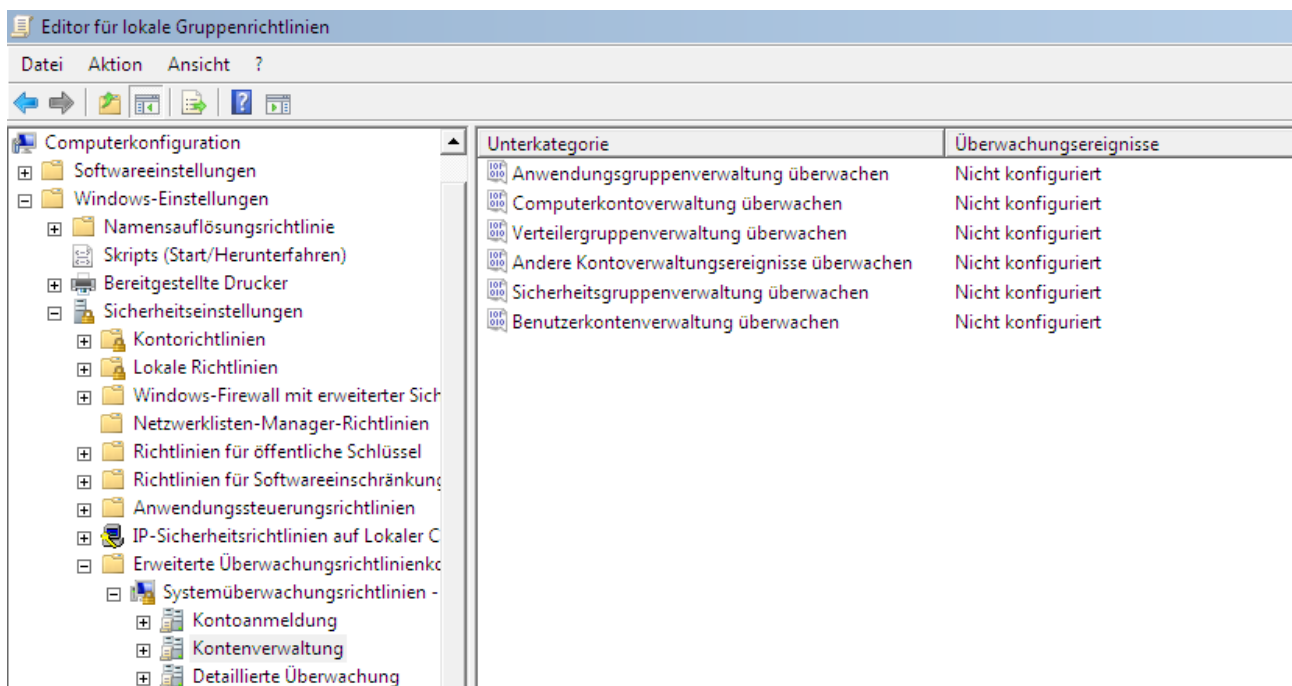 Editor für lokale Gruppenrichtlinien
Datei Aktion Ansicht ?
Computerkonfiguration
Softwareeinstellungen
Windows-Einstellungen
Namensauflösungsrichtlinie
Skripts (Start/Herunterfahren)
Bereitgestellte Drucker
Sicherheitseinstellungen
Kontorichtlinien
Lokale Richtlinien
Windows-Firewall mit erweiterter Sich
Netzwerklisten-Manager-Richtlinien
Richtlinien für öffentliche Schlüssel
Richtlinien für Softwareeinschränkung
Anwendungssteuerungsrichtlinien
IP-Sicherheitsrichtlinien auf Lokaler C
Erweiterte Überwachungsrichtlinienko
Systemüberwachungsrichtlinien -
Kontoanmeldung
Kontenverwaltung
Detaillierte Überwachung
Unterkategorie Überwachungsereignisse
Anwendungsgruppenverwaltung überwachen Nicht konfiguriert
Computerkontoverwaltung überwachen Nicht konfiguriert
Verteilergruppenverwaltung überwachen Nicht konfiguriert
Andere Kontoverwaltungsereignisse überwachen Nicht konfiguriert
Sicherheitsgruppenverwaltung überwachen Nicht konfiguriert
Benutzerkontenverwaltung überwachen Nicht konfiguriert